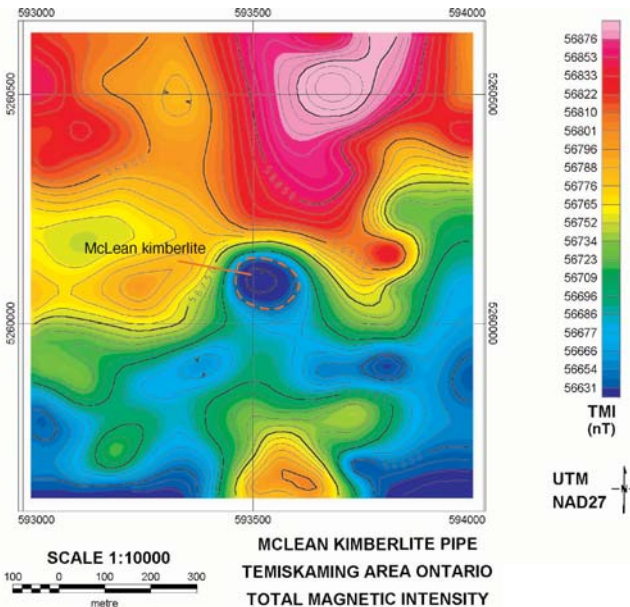 593000 593500 594000
5260500 5260500
5260000 5260000
McLean kimberlite
593000 593500 594000
56876
56853
56833
56822
56810
56801
56796
56788
56776
56765
56752
56736
56723
56709
56696
56686
56677
56666
56654
56631
TMI
(nT)
UTM
NAD27
N
SCALE 1:10000
100 0 100 200 300
metre
MCLEAN KIMBERLITE PIPE
TEMISKAMING AREA ONTARIO
TOTAL MAGNETIC INTENSITY